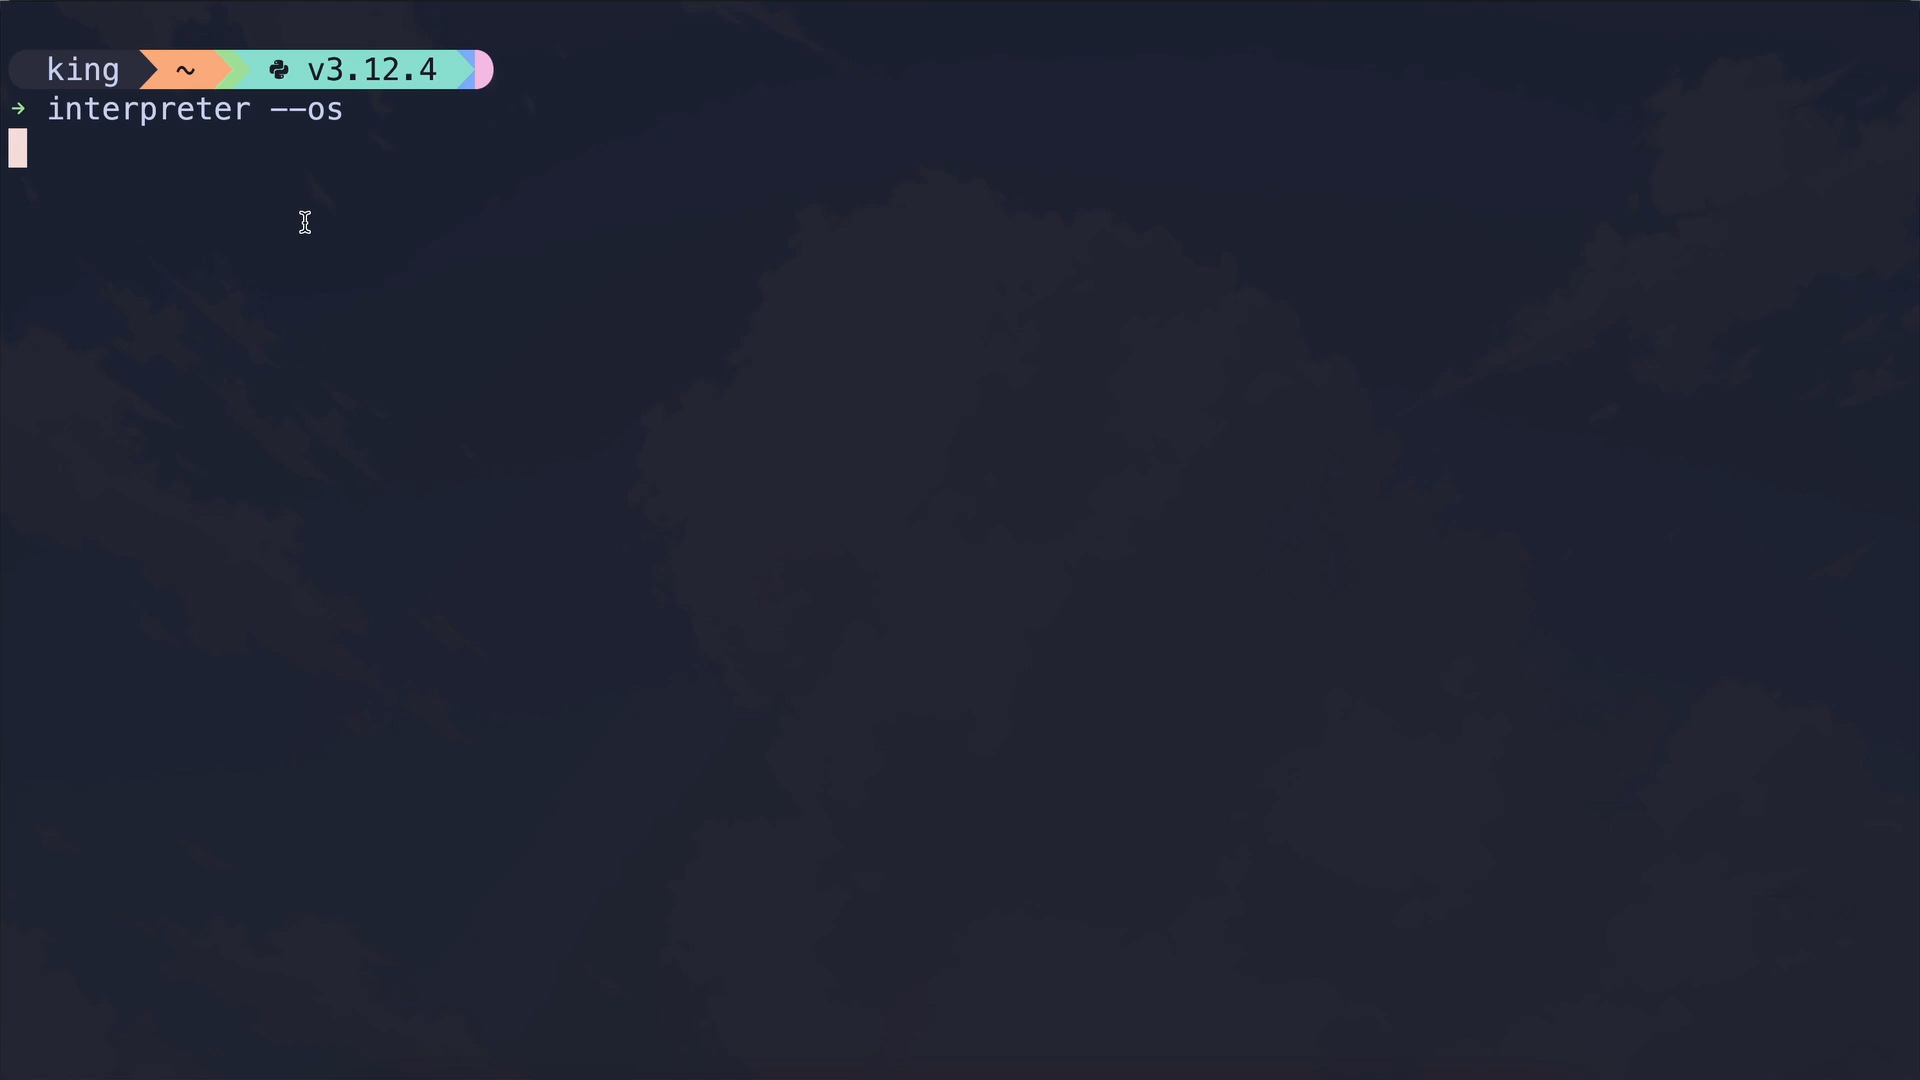 king ~ v3.12.4
→ interpreter --os